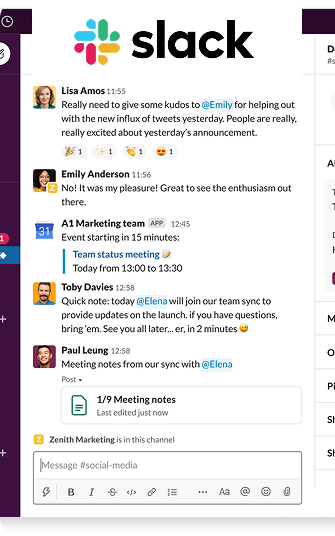 slack
Lisa Amos 11:55
Really need to give some kudos to @Emily for helping out
with the new influx of tweets yesterday. People are really,
really excited about yesterday's announcement.
1 1 1 1
Emily Anderson 11:56
No! It was my pleasure! Great to see the enthusiasm out
there.
A1 Marketing team APP 12:45
Event starting in 15 minutes:
Team status meeting
Today from 13:00 to 13:30
Toby Davies 12:58
Quick note: today @Elena will join our team sync to
provide updates on the launch. if you have questions,
bring 'em. See you all later... er, in 2 minutes
Paul Leung 12:58
Meeting notes from our sync with @Elena
Post
1/9 Meeting notes
Last edited just now
Z Zenith Marketing is in this channel
Message #social-media
B I S </> ... Aa @